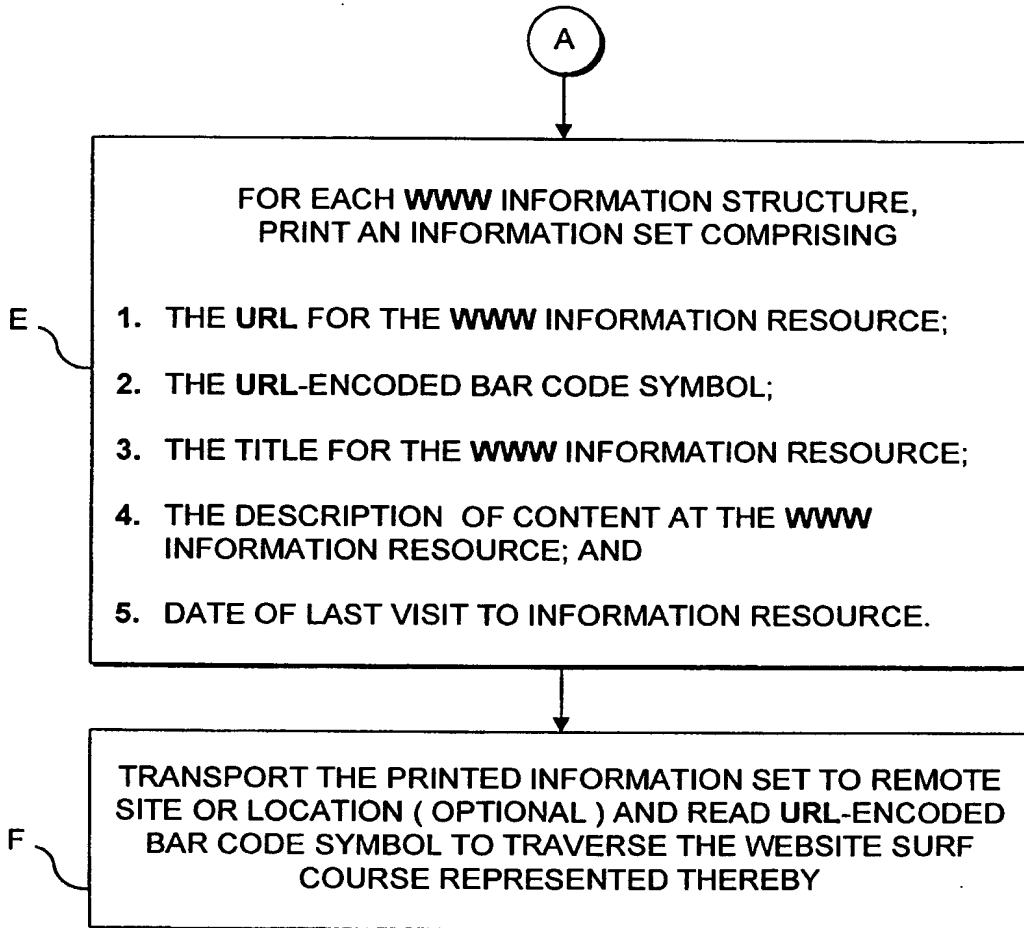 A
FOR EACH WWW INFORMATION STRUCTURE,
PRINT AN INFORMATION SET COMPRISING
E
1. THE URL FOR THE WWW INFORMATION RESOURCE;
2. THE URL-ENCODED BAR CODE SYMBOL;
3. THE TITLE FOR THE WWW INFORMATION RESOURCE;
4. THE DESCRIPTION OF CONTENT AT THE WWW
INFORMATION RESOURCE; AND
5. DATE OF LAST VISIT TO INFORMATION RESOURCE.
TRANSPORT THE PRINTED INFORMATION SET TO REMOTE
SITE OR LOCATION ( OPTIONAL ) AND READ URL-ENCODED
F
BAR CODE SYMBOL TO TRAVERSE THE WEBSITE SURF
COURSE REPRESENTED THEREBY